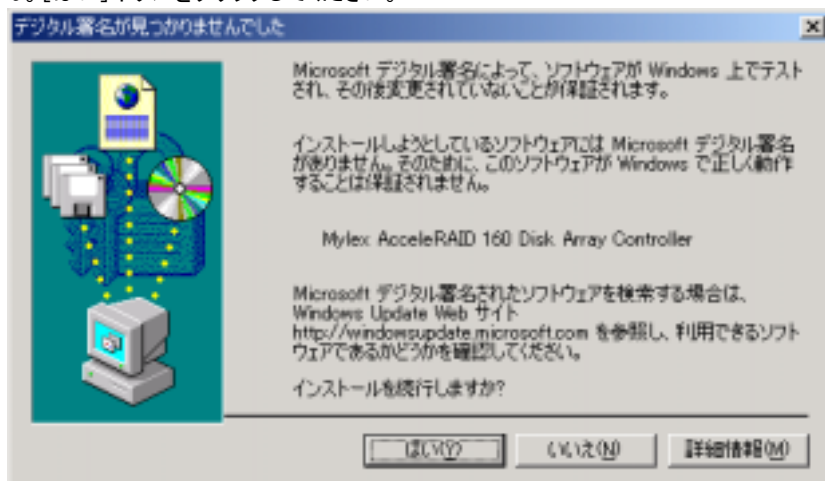 デジタル署名が見つかりませんでした
Microsoft デジタル署名によって、ソフトウェアが Windows 上でテスト
され、その後変更されていないことが保証されます。
インストールしようとしているソフトウェアには Microsoft デジタル署名
がありません。そのために、このソフトウェアが Windows で正しく動作
することは保証されません。
Mylex AcceleRAID 160 Disk Array Controller
Microsoft デジタル署名されたソフトウェアを検索する場合は、
Windows Update Web サイト
http://windowsupdate.microsoft.com を参照し、利用できるソフト
ウェアであるかどうかを確認してください。
インストールを続行しますか?
はい(Y)
いいえ(N)
詳細情報(M)